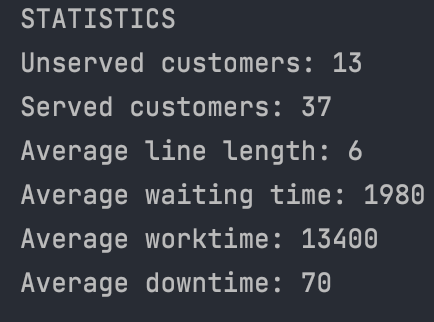 STATISTICS
Unserved customers: 13
Served customers: 37
Average line length: 6
Average waiting time: 1980
Average worktime: 13400
Average downtime: 70